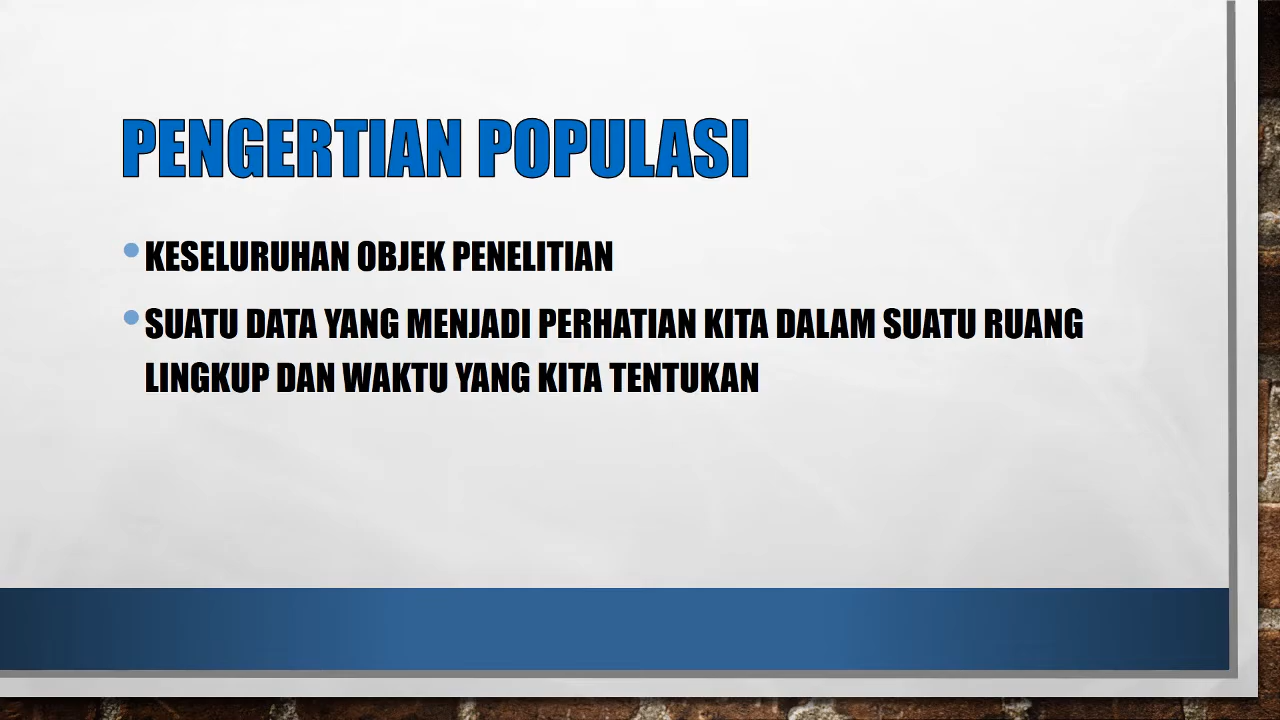 PENGERTIAN POPULASI
KESELURUHAN OBJEK PENELITIAN
SUATU DATA YANG MENJADI PERHATIAN KITA DALAM SUATU RUANG
LINGKUP DAN WAKTU YANG KITA TENTUKAN